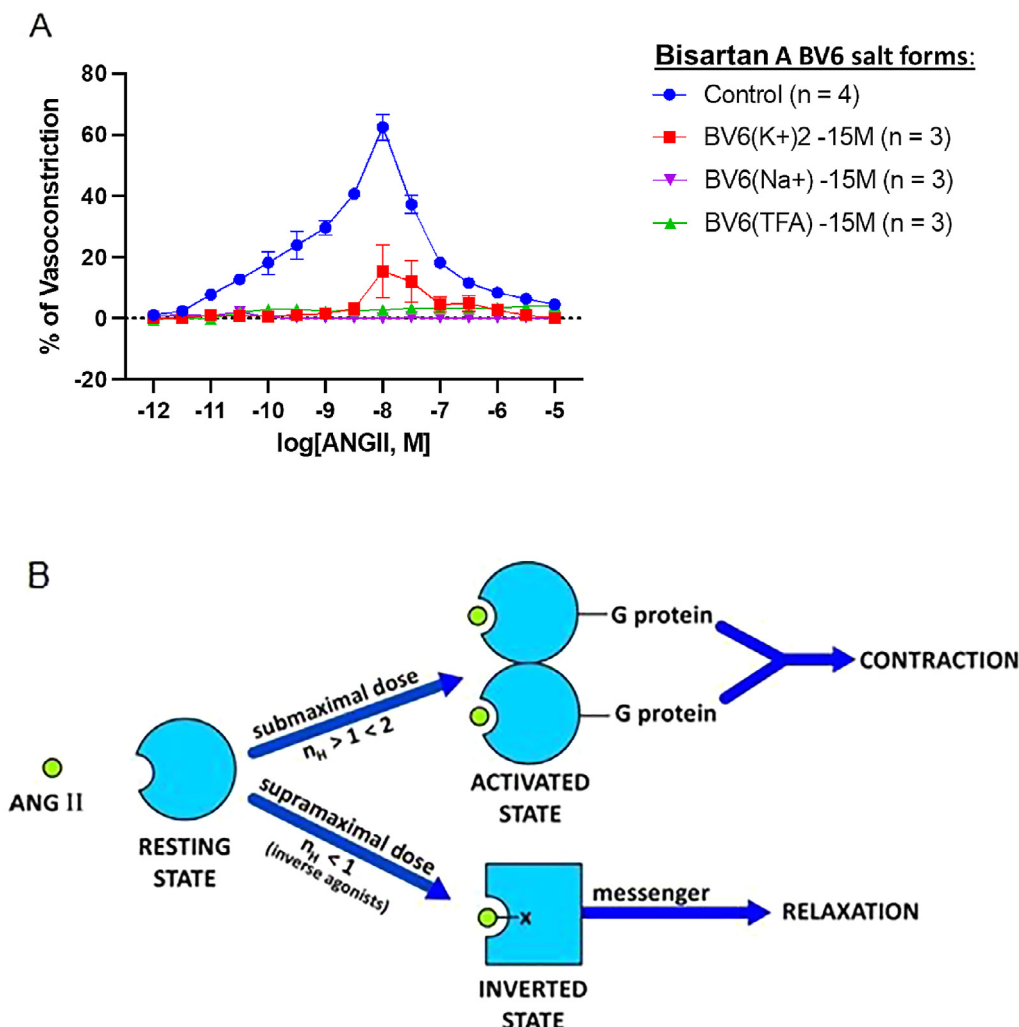 A
Bisartan A BV6 salt forms:
Control (n = 4)
BV6(K+)2 -15M (n = 3)
BV6(Na+) -15M (n = 3)
BV6(TFA) -15M (n = 3)
% of Vasoconstriction
80
60
40
20
0
-20
-12 -11 -10 -9 -8 -7 -6 -5
log[ANGII, M]
B
ANG II
RESTING
STATE
submaximal dose
nH > 1 < 2
supramaximal dose
nH < 1
(inverse agonists)
G protein
G protein
ACTIVATED
STATE
CONTRACTION
X
messenger
RELAXATION
INVERTED
STATE